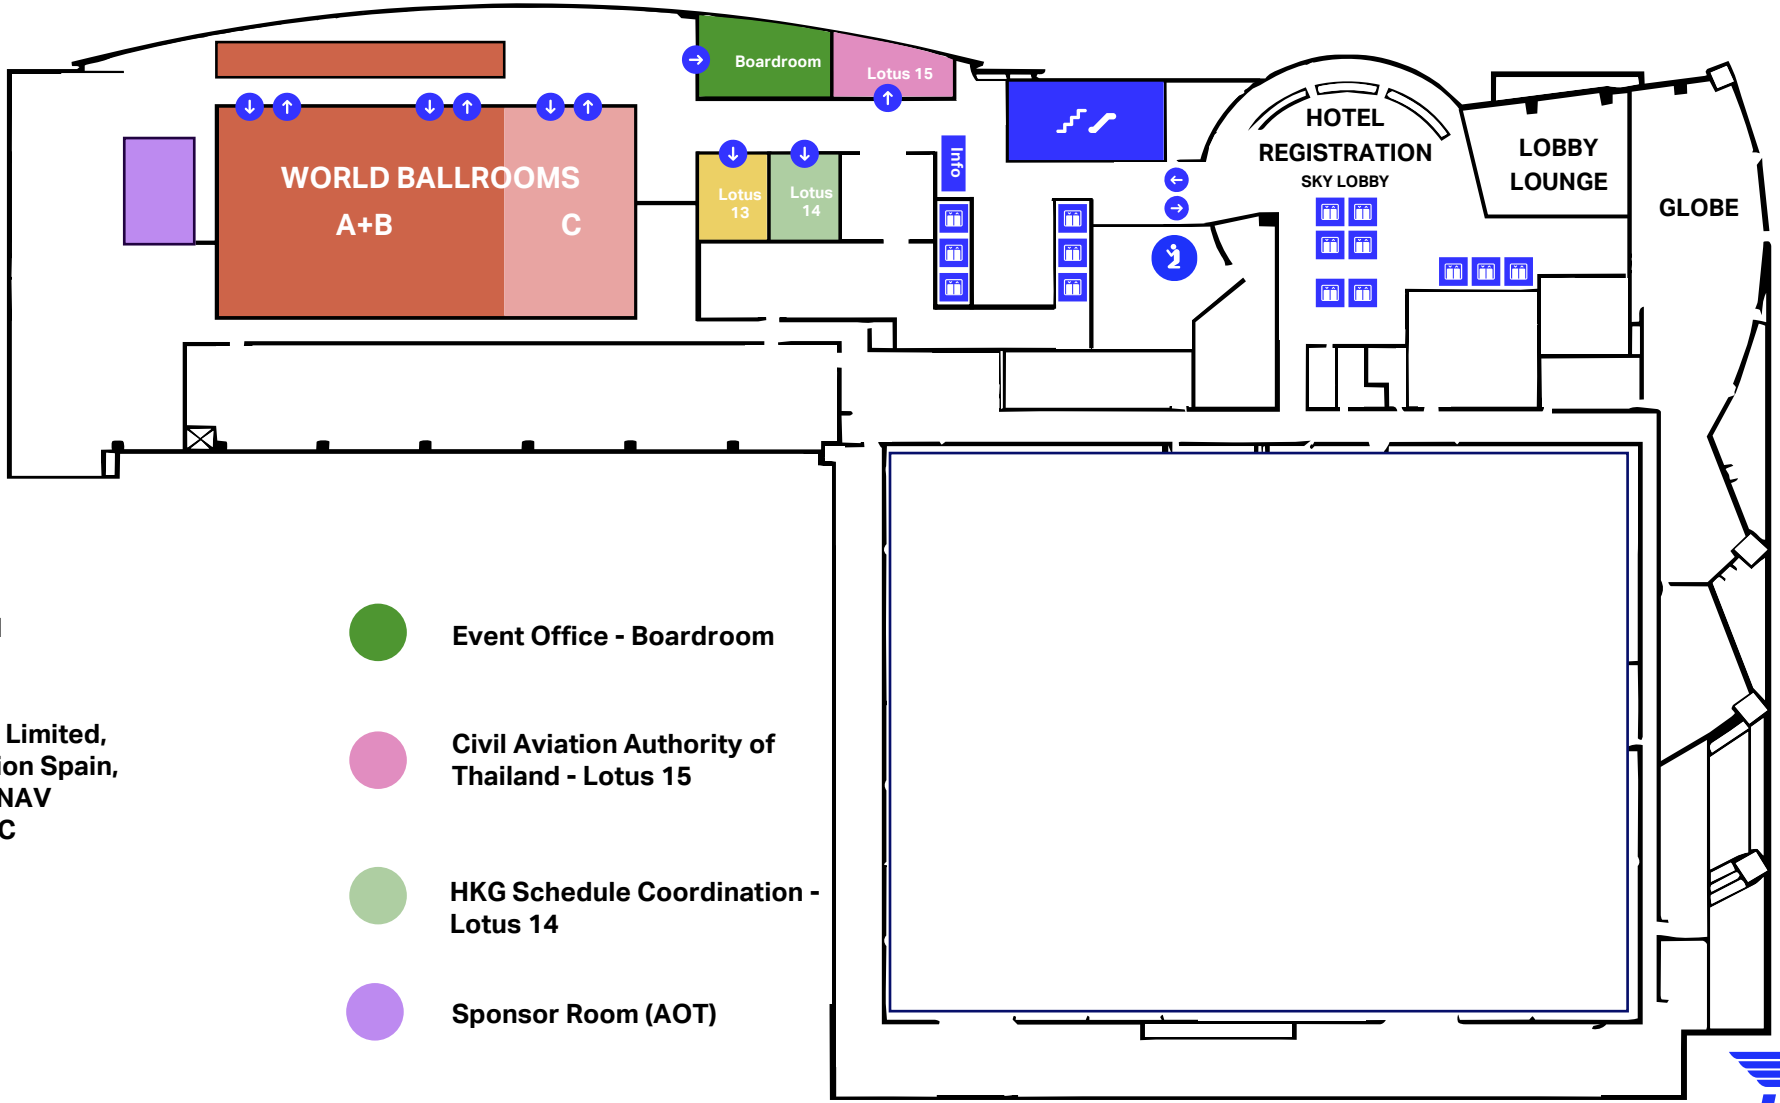 Boardroom
Lotus 15
WORLD BALLROOMS
A+B
C
Lotus
13
Lotus
14
Info
HOTEL
REGISTRATION
SKY LOBBY
LOBBY
LOUNGE
GLOBE
Limited,
ion Spain,
NAV
C
Event Office - Boardroom
Civil Aviation Authority of
Thailand - Lotus 15
HKG Schedule Coordination -
Lotus 14
Sponsor Room (AOT)